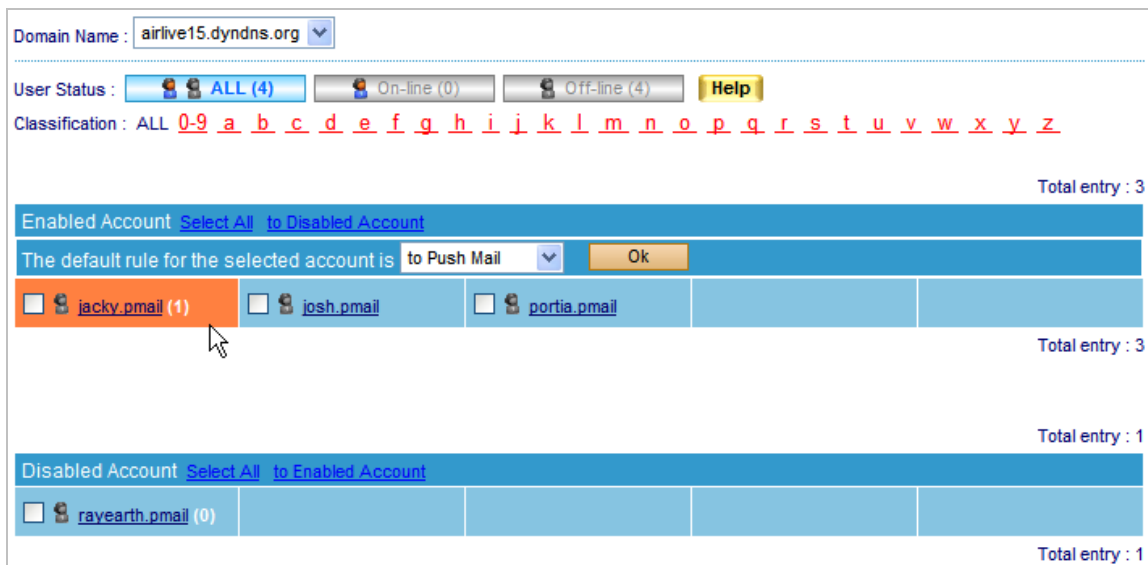 Domain Name : airlive15.dyndns.org
User Status : ALL (4) On-line (0) Off-line (4) Help
Classification : ALL 0-9 a b c d e f g h i j k l m n o p q r s t u v w x y z
Total entry : 3
Enabled Account Select All to Disabled Account
The default rule for the selected account is to Push Mail Ok
jacky.pmail (1) josh.pmail portia.pmail
Total entry : 3
Total entry : 1
Disabled Account Select All to Enabled Account
rayearth.pmail (0)
Total entry : 1